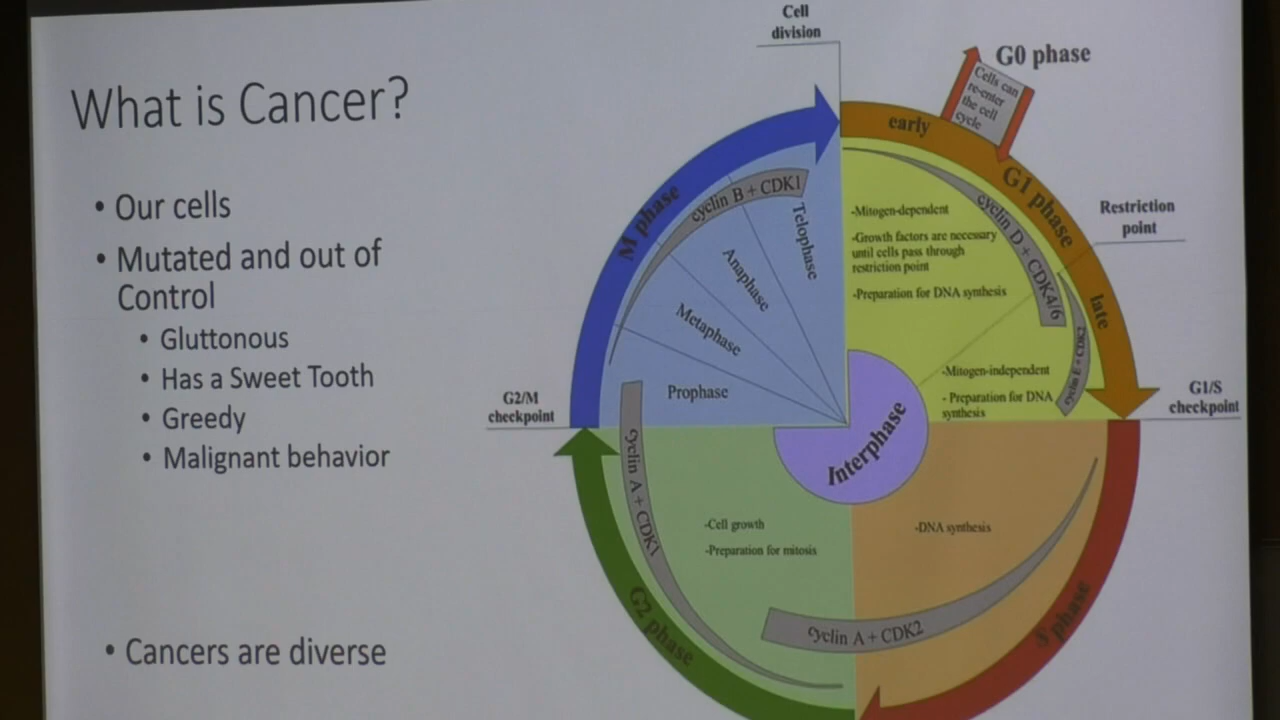 What is Cancer?
• Our cells
• Mutated and out of
Control
• Gluttonous
• Has a Sweet Tooth
• Greedy
• Malignant behavior
• Cancers are diverse
Cell
division
G0 phase
Cells can
re-enter
the cell
cycle
early
G1 phase
late
Restriction
point
G1/S
checkpoint
cyclin D + CDK4/6
cyclin E + CDK2
-Mitogen-dependent
-Growth factors are necessary
until cells pass through
restriction point
-Preparation for DNA synthesis
-Mitogen-independent
- Preparation for DNA
synthesis
M phase
cyclin B + CDK1
Telophase
Anaphase
Metaphase
Prophase
G2/M
checkpoint
Interphase
cyclin A + CDK1
-Cell growth
-Preparation for mitosis
G2 phase
-DNA synthesis
cyclin A + CDK2
S phase